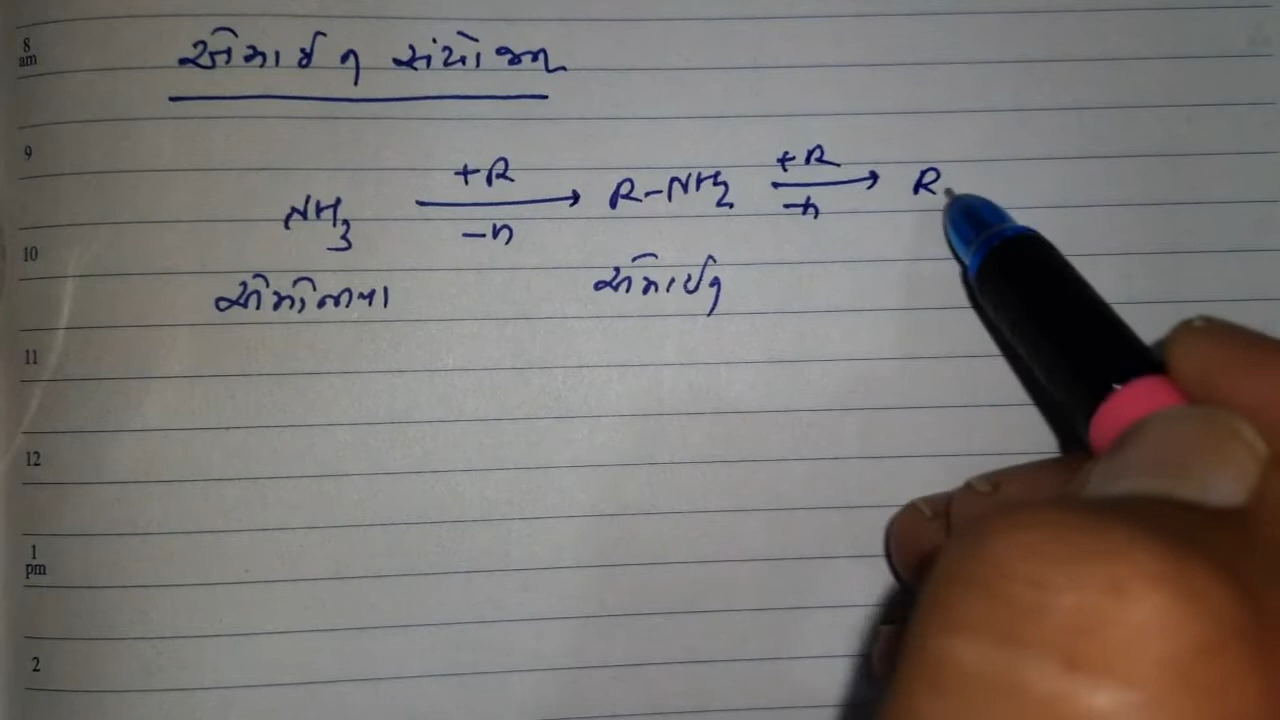 8 am
એમાઈન સંયોજન
9
+R +R
NH3 → R-NH2 → R
-H -H
10
એમોનિયા એમાઈન
11
12
1 pm
2